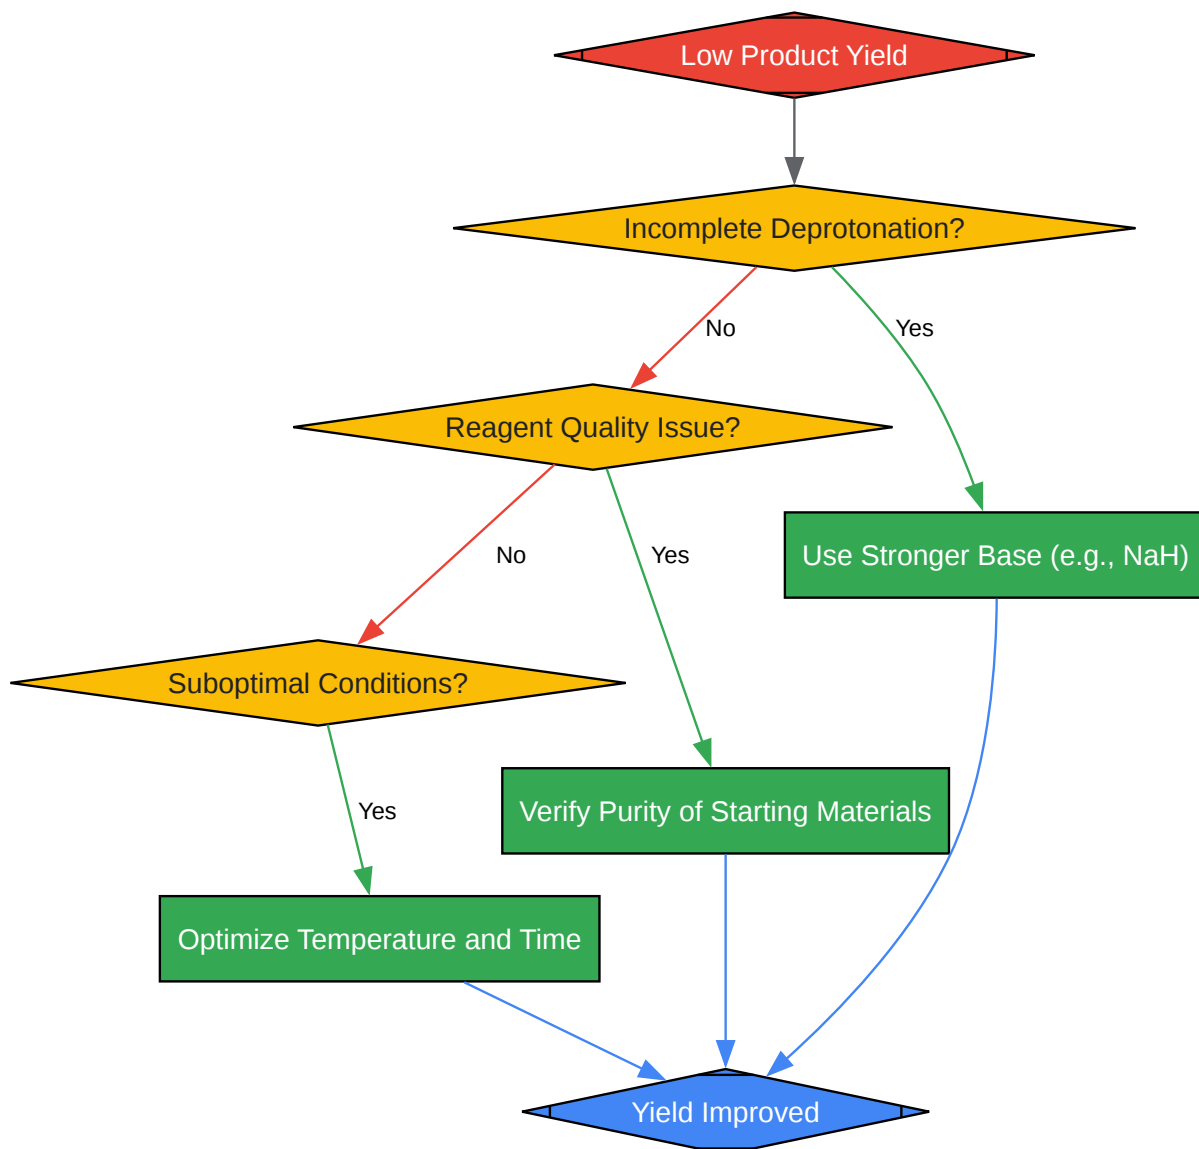 Low Product Yield
Incomplete Deprotonation?
No
Yes
Reagent Quality Issue?
No
Yes
Use Stronger Base (e.g., NaH)
Suboptimal Conditions?
Yes
Verify Purity of Starting Materials
Optimize Temperature and Time
Yield Improved